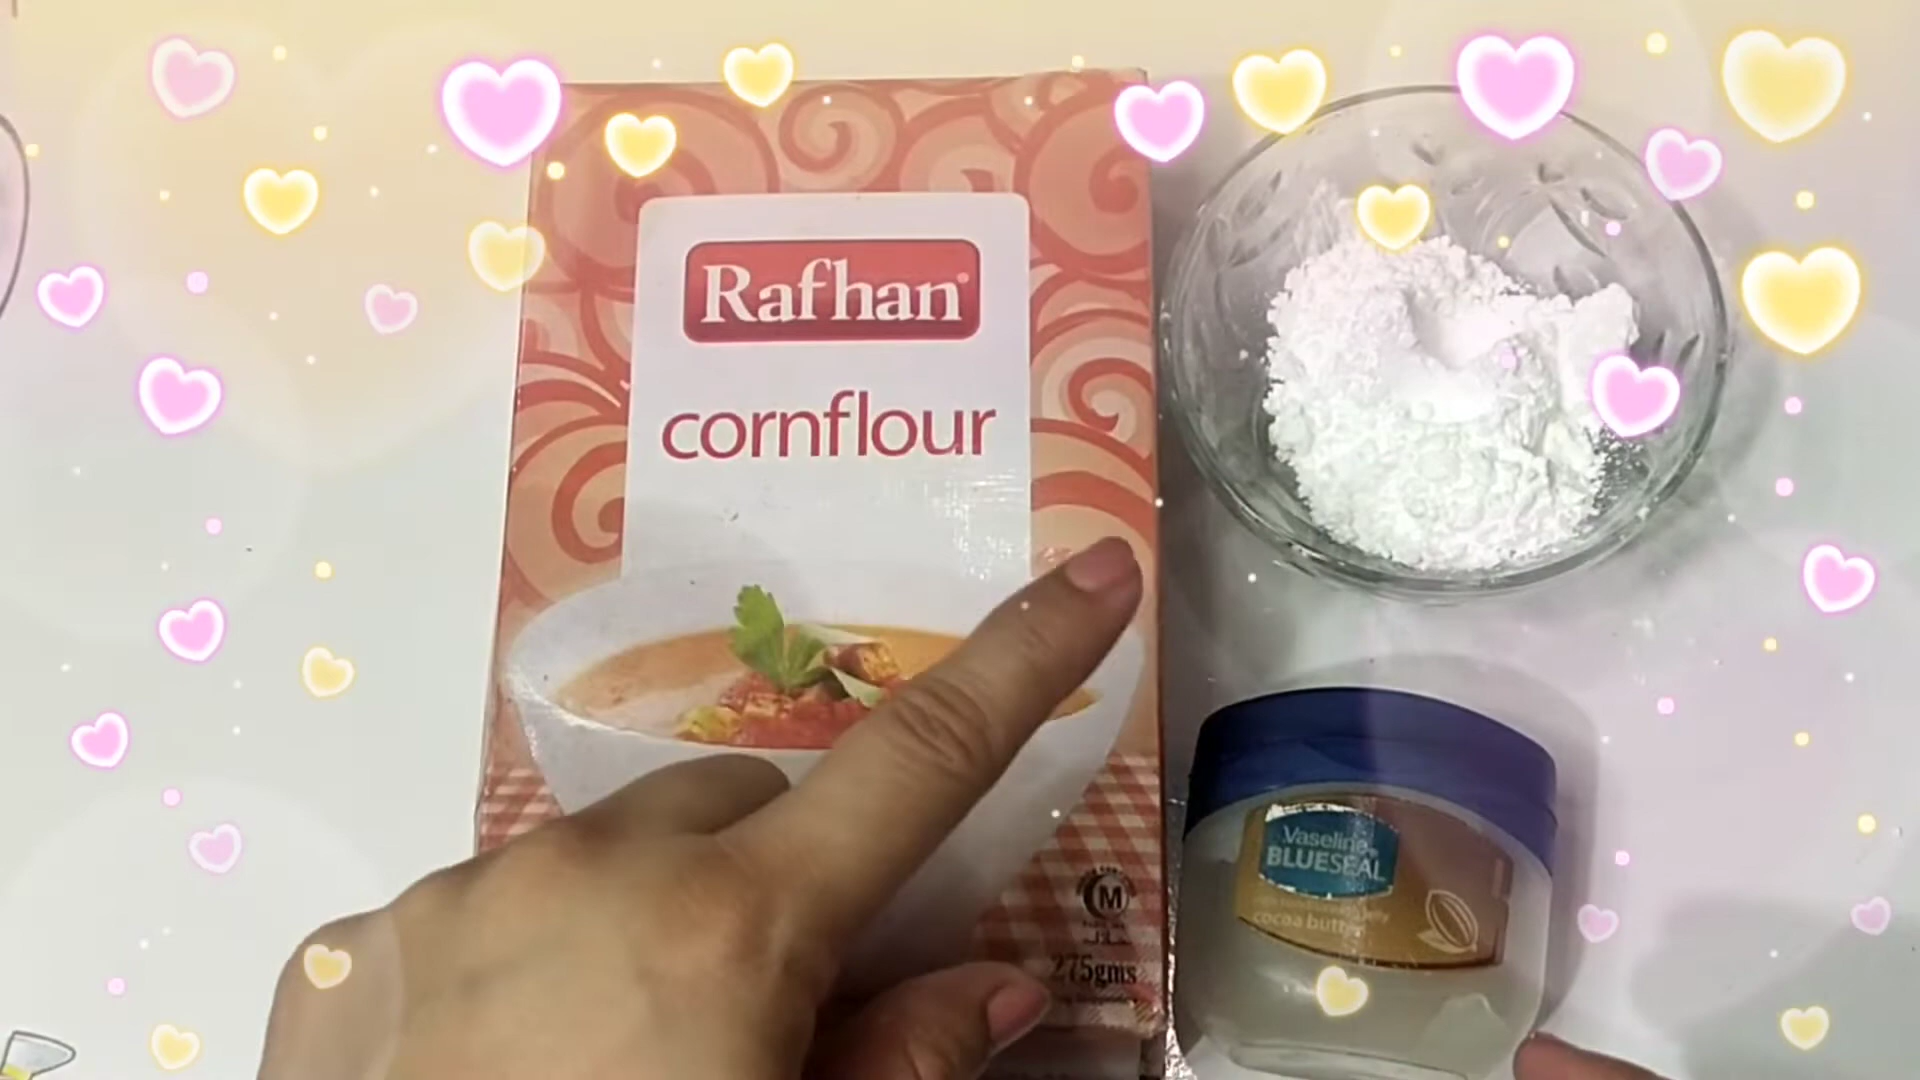 Rafhan
cornflour
M
275gms
Vaseline
BLUESEAL
cocoa butter